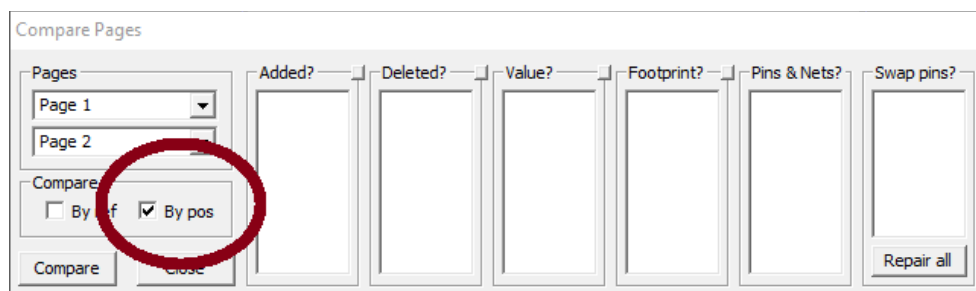 Compare Pages
Pages
Added?
Deleted?
Value?
Footprint?
Pins & Nets?
Swap pins?
Page 1
Page 2
Compare
By pos
Compare
Close
Repair all